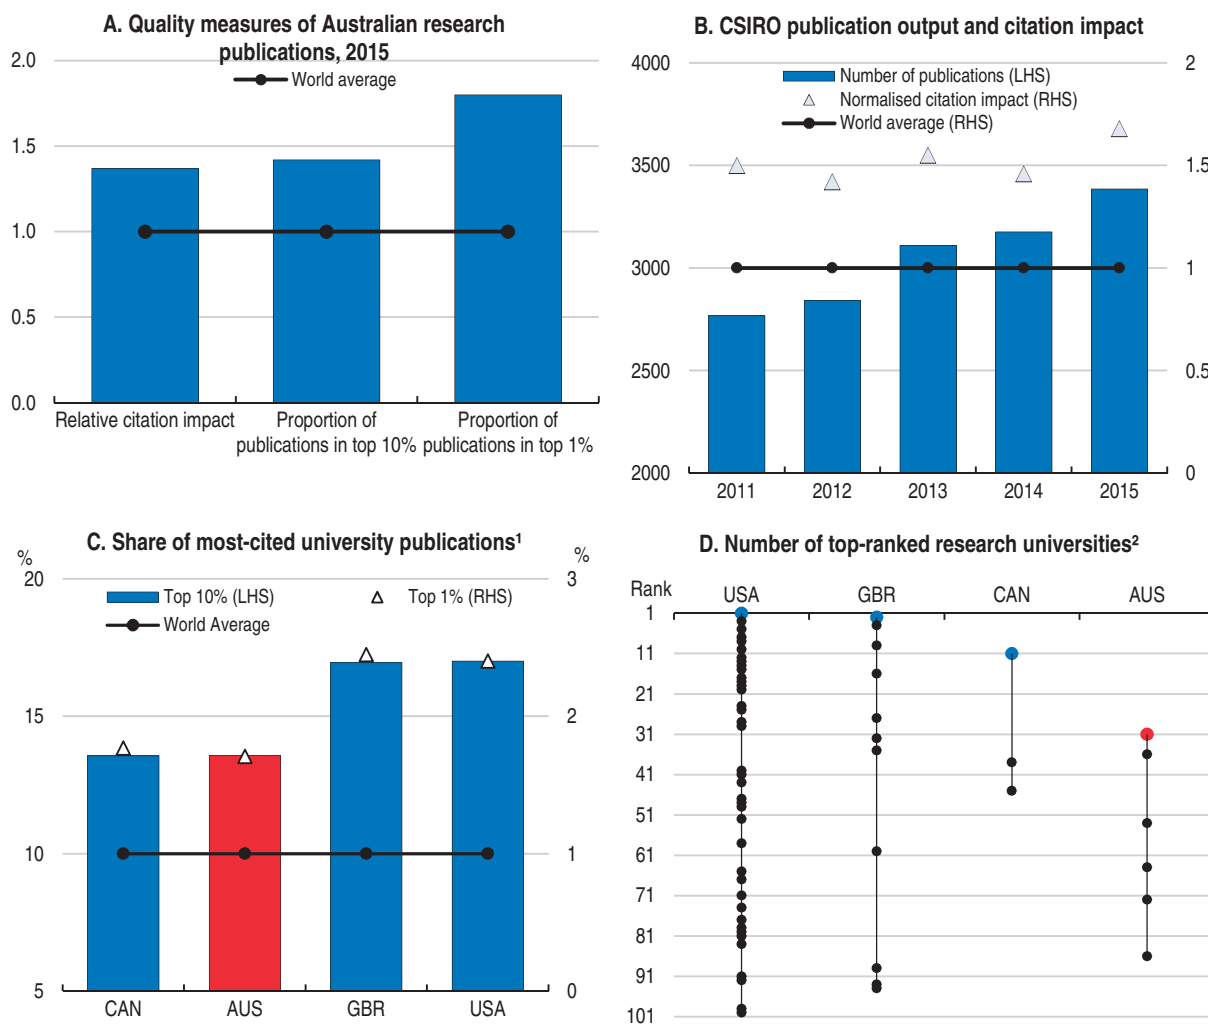 A. Quality measures of Australian research
publications, 2015
2.0
World average
1.5
1.0
0.5
0.0
Relative citation impact
Proportion of
publications in top 10%
Proportion of
publications in top 1%
B. CSIRO publication output and citation impact
4000
2
Number of publications (LHS)
Normalised citation impact (RHS)
World average (RHS)
3500
1.5
3000
1
2500
0.5
2000
0
2011
2012
2013
2014
2015
C. Share of most-cited university publications¹
%
%
20
3
Top 10% (LHS)
Top 1% (RHS)
World Average
15
2
10
1
5
0
CAN
AUS
GBR
USA
D. Number of top-ranked research universities²
Rank
USA
GBR
CAN
AUS
1
11
21
31
41
51
61
71
81
91
101